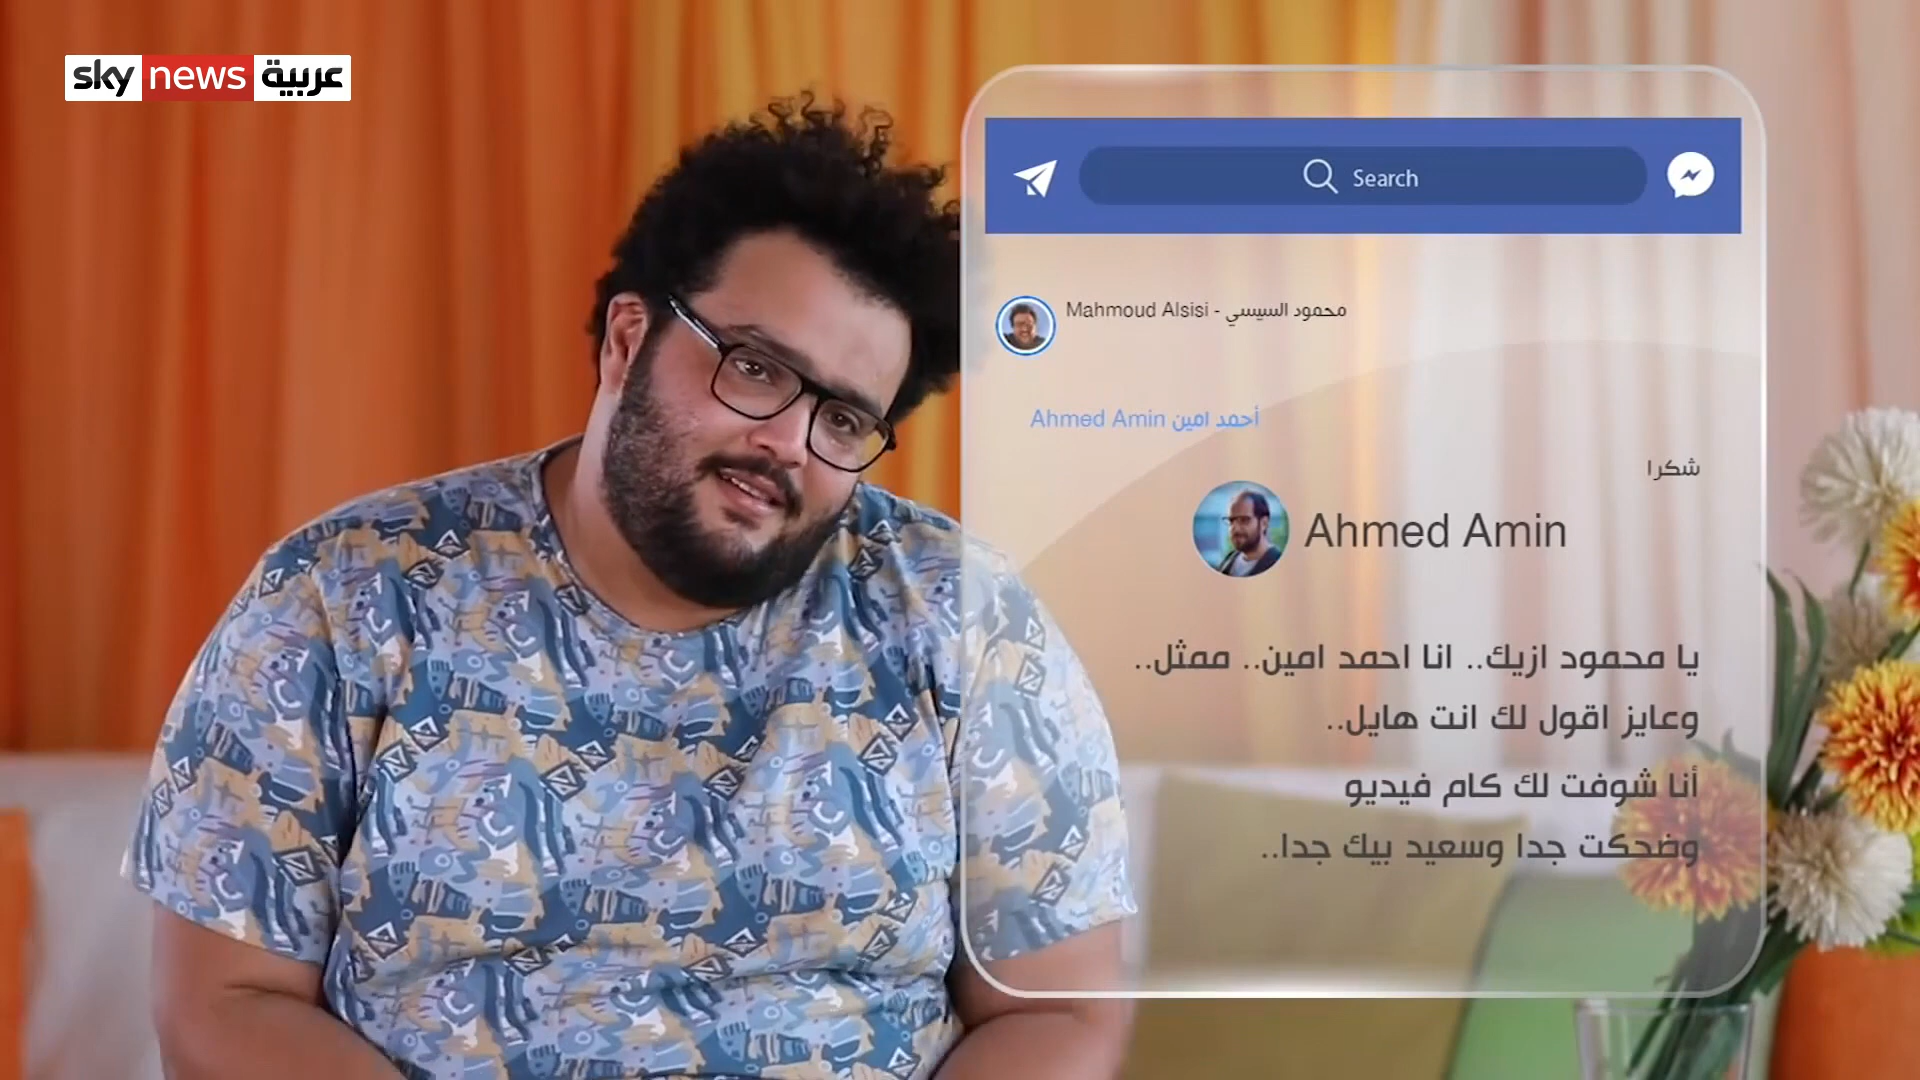 sky news عربية
Search
Mahmoud Alsisi - محمود السيسي
Ahmed Amin أحمد امين
شكرا
Ahmed Amin
يا محمود ازيك.. انا احمد امين.. ممثل..
وعايز اقول لك انت هايل..
أنا شوفت لك كام فيديو
وضحكت جدا وسعيد بيك جدا..